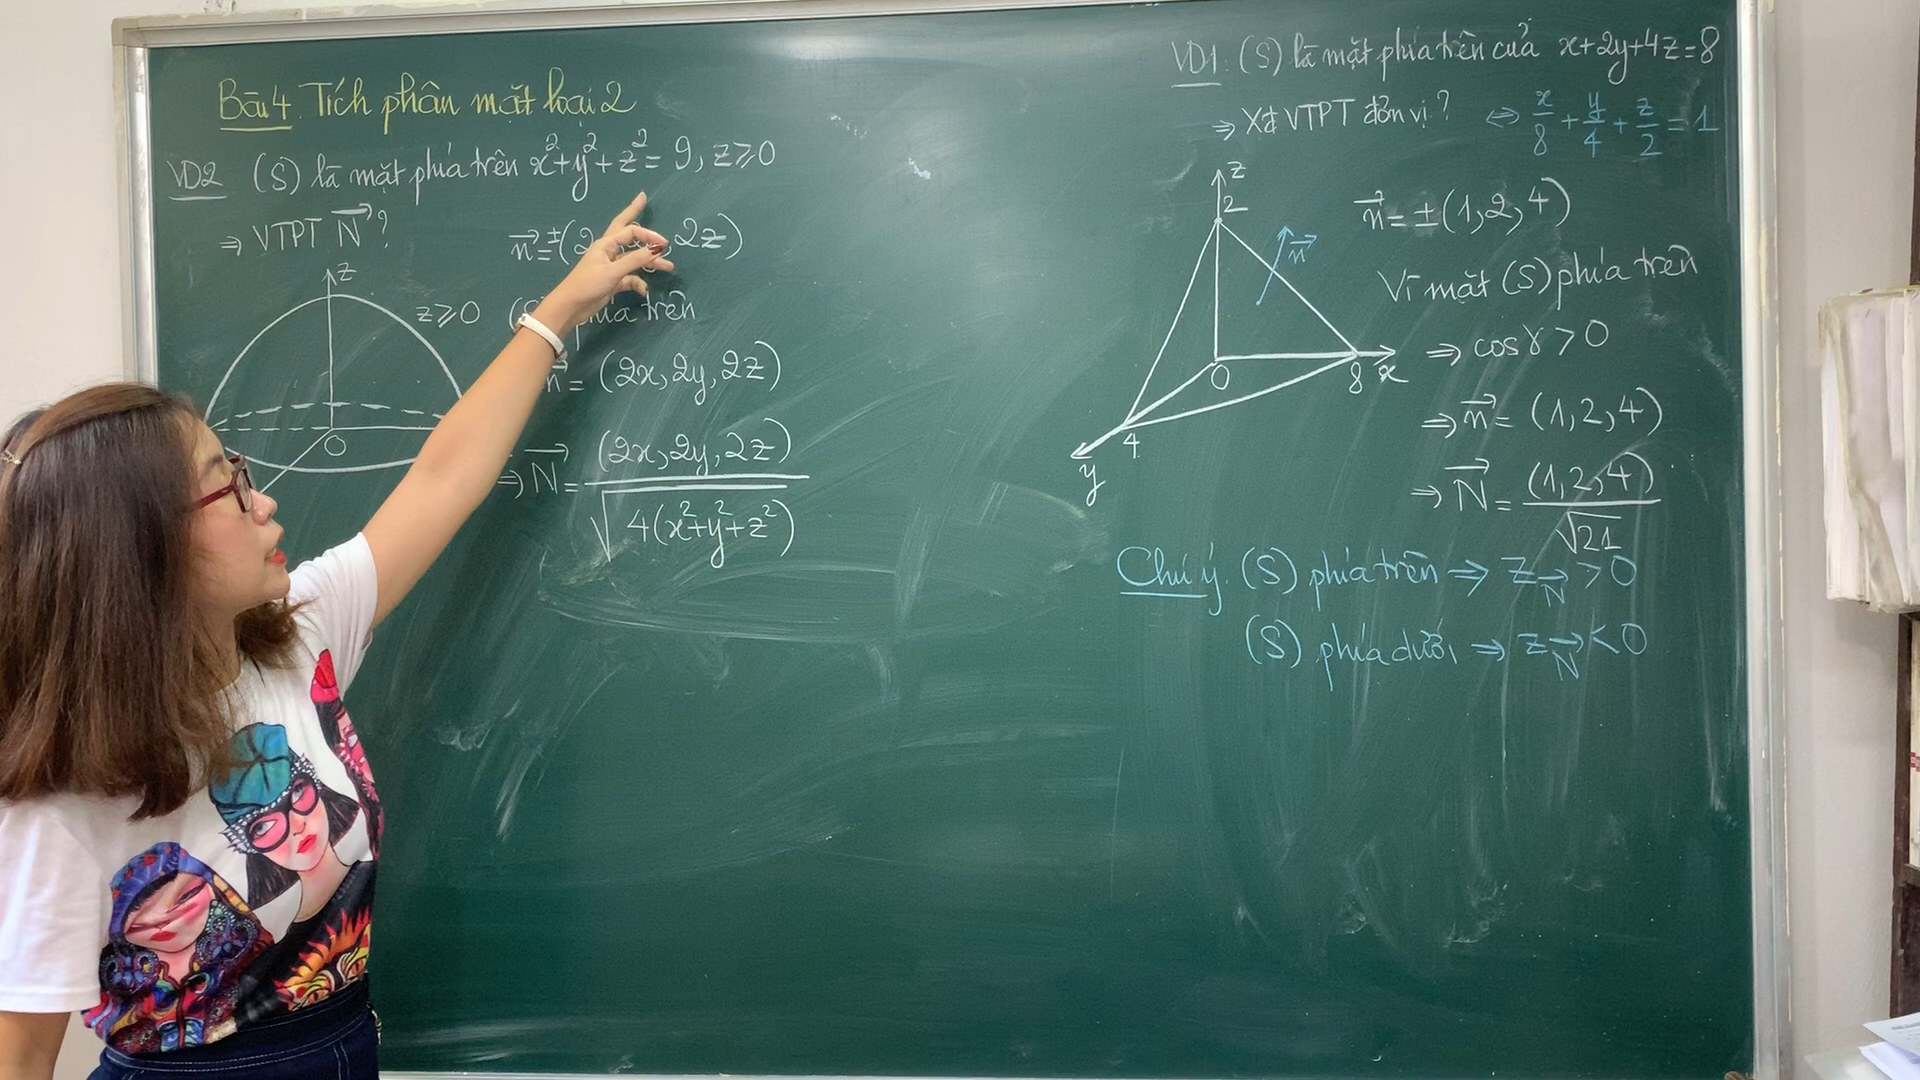 Bài 4. Tích phân mặt loại 2
VD2 (S) là mặt phía trên x²+y²+z²=9, z⩾0
⇒ VTPT N⃗?
n⃗=±(2 , 2z)
z
z⩾0
O
phía trên
n⃗ = (2x, 2y, 2z)
⇒ N⃗ = (2x, 2y, 2z) / √4(x²+y²+z²)
VD1: (S) là mặt phía trên của x+2y+4z=8
⇒ Xđ VTPT đơn vị? ⇔ x/8 + y/4 + z/2 = 1
z
2
n⃗
O
8 x
4
y
n⃗ = ±(1, 2, 4)
Vì mặt (S) phía trên
⇒ cosγ > 0
⇒ n⃗ = (1, 2, 4)
⇒ N⃗ = (1, 2, 4) / √21
Chú ý. (S) phía trên ⇒ z_N⃗ > 0
(S) phía dưới ⇒ z_N⃗ < 0